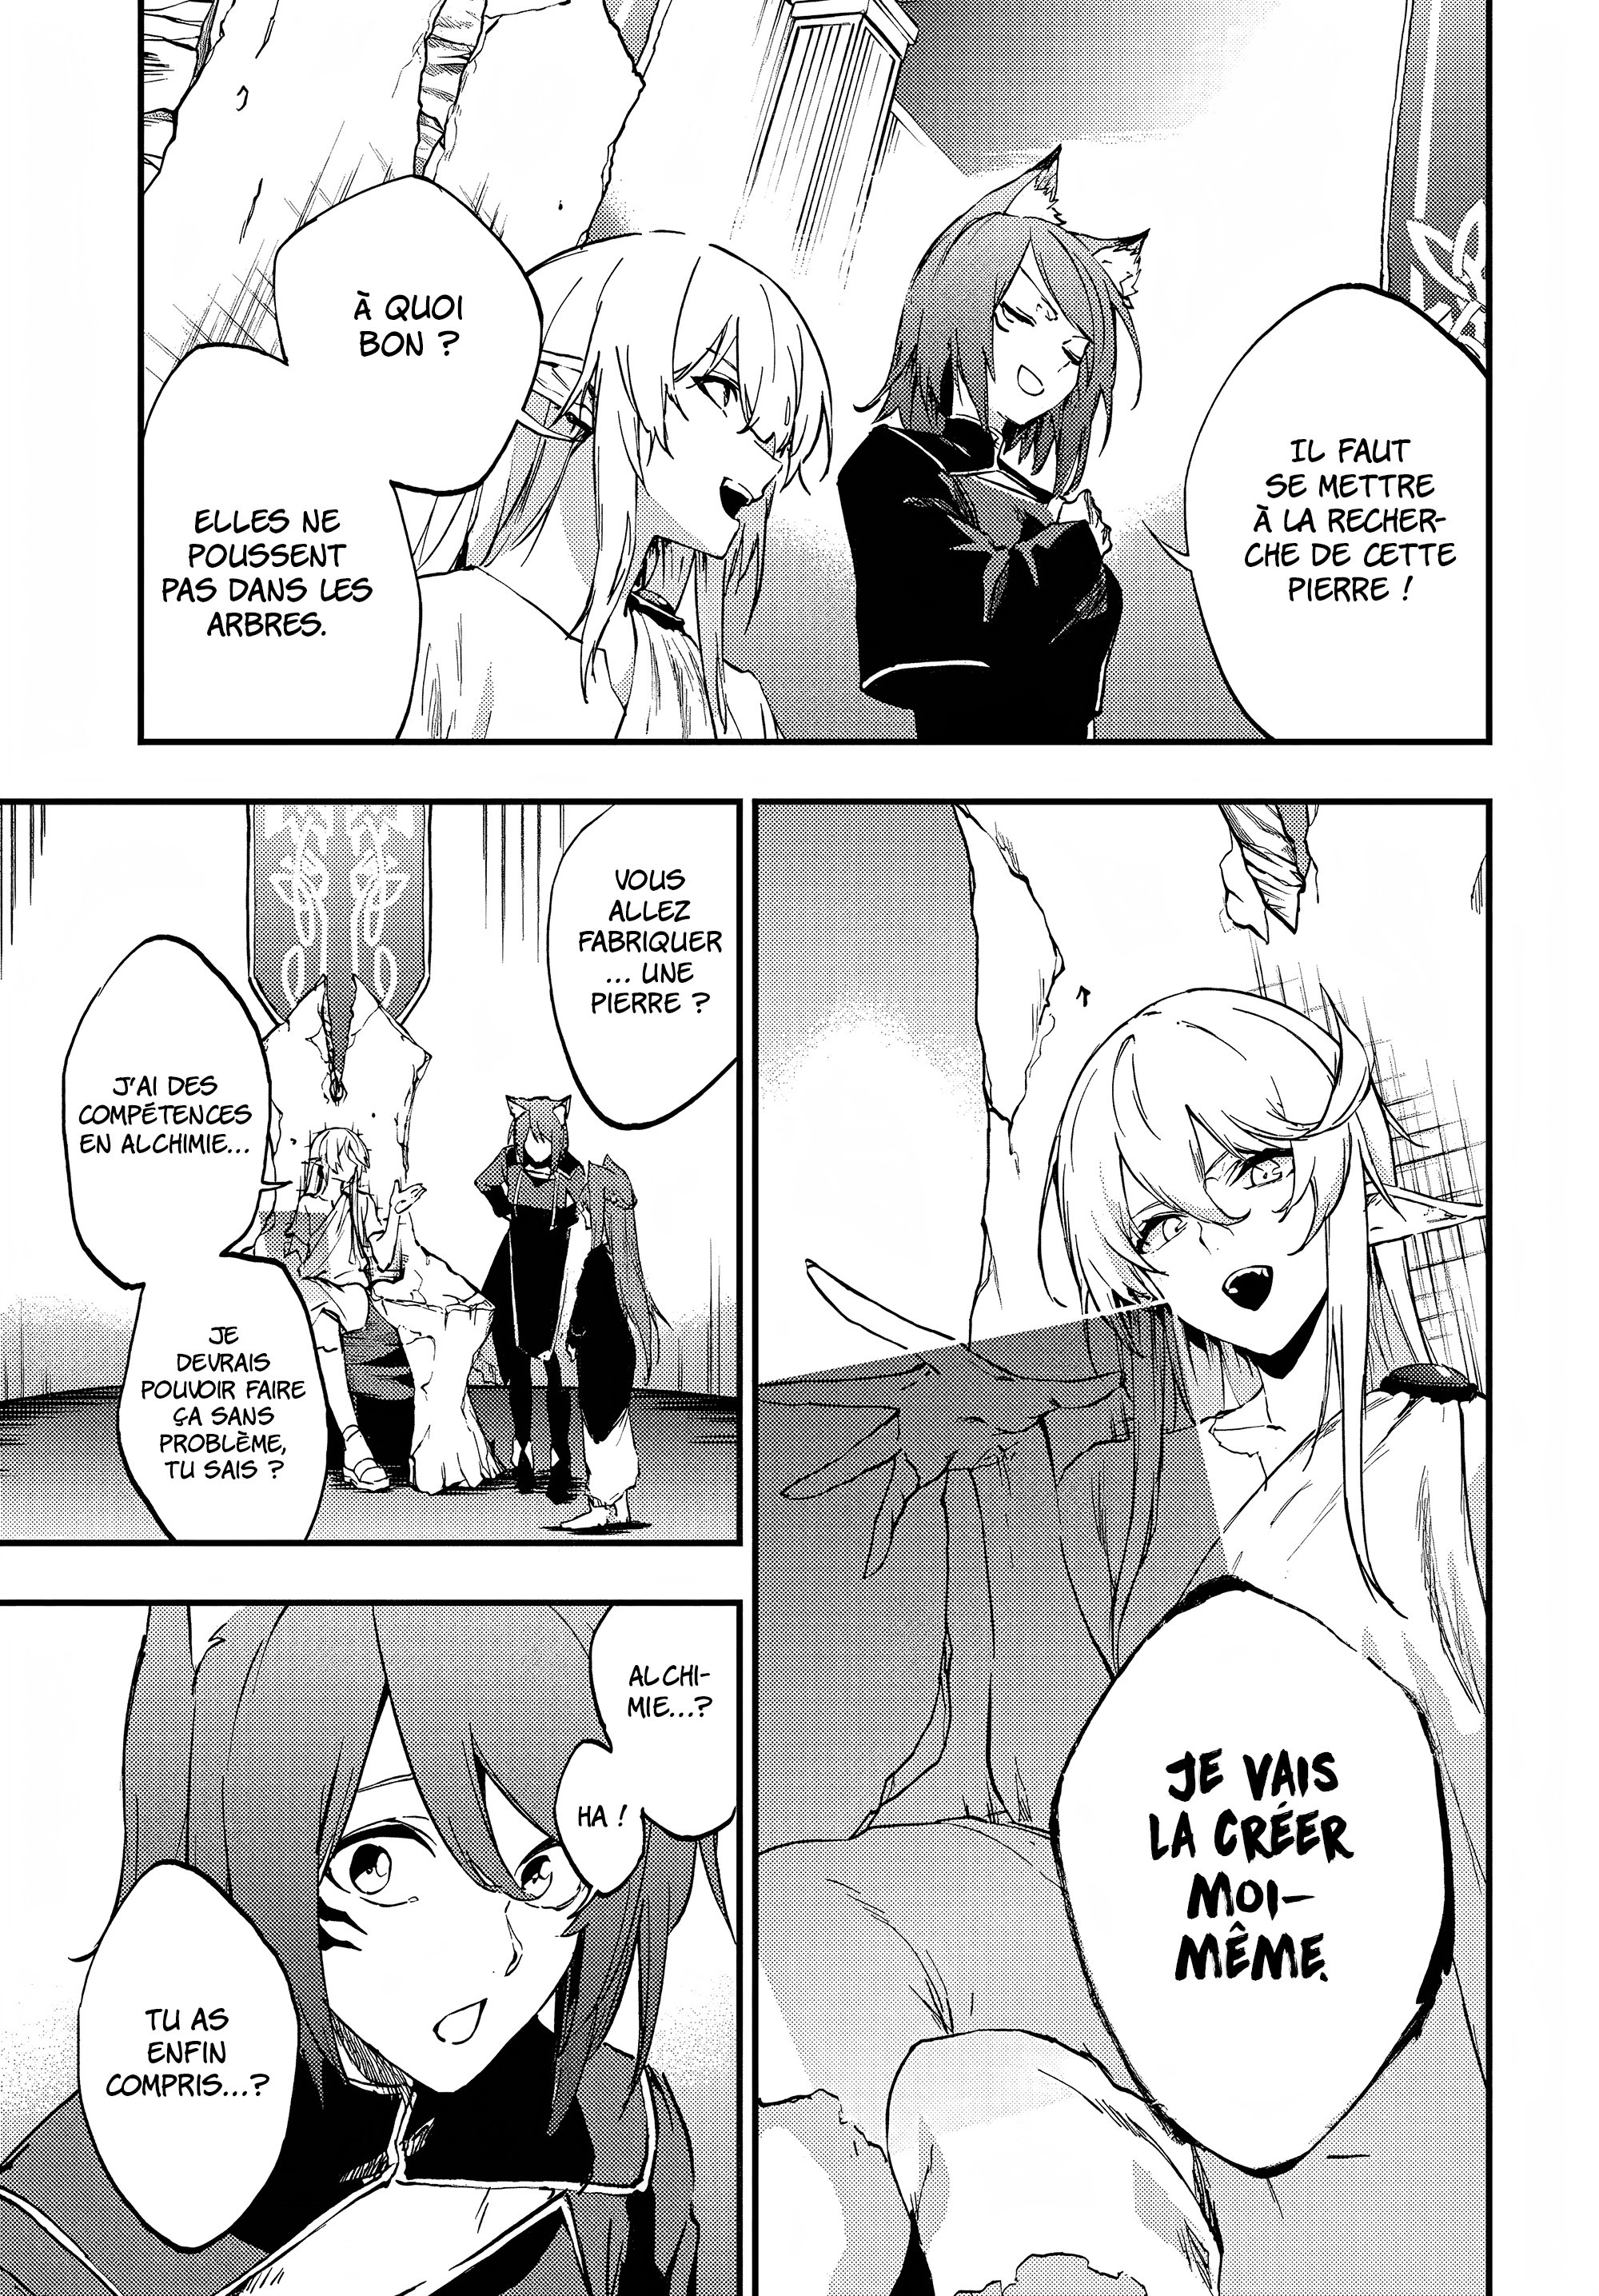 IL FAUT
SE METTRE
À LA RECHER-
CHE DE CETTE
PIERRE !
À QUOI
BON ?
ELLES NE
POUSSENT
PAS DANS LES
ARBRES.
JE VAIS
LA CRÉER
MOI-
MÊME.
VOUS
ALLEZ
FABRIQUER
... UNE
PIERRE ?
J'AI DES
COMPÉTENCES
EN ALCHIMIE...
JE
DEVRAIS
POUVOIR FAIRE
ÇA SANS
PROBLÈME,
TU SAIS ?
ALCHI-
MIE...?
HA !
TU AS
ENFIN
COMPRIS...?